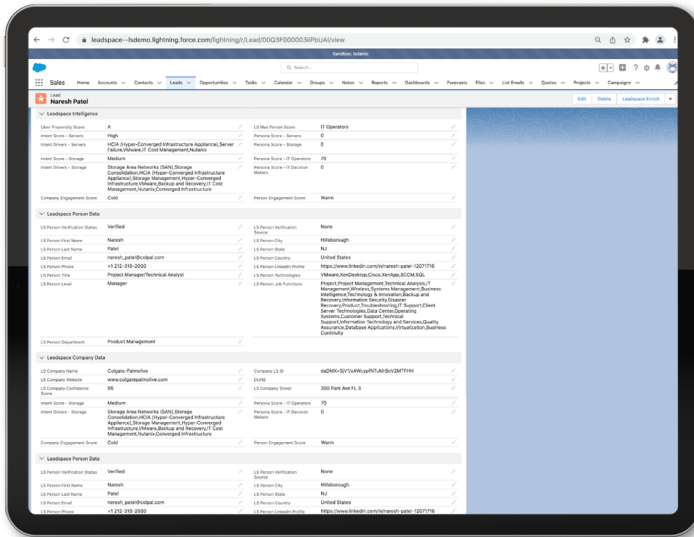 leadspace--lsdemo.lightning.force.com/lightning/r/Lead/00Q3F000003iiPbUAI/view
Sandbox: lsdemo
Search...
Sales Home Accounts Contacts Leads Opportunities Tasks Calendar Groups Notes Reports Dashboards Forecasts Files List Emails Quotes Projects Campaigns
Lead
Naresh Patel
Edit Delete Leadspace Enrich
Leadspace Intelligence
Uber Propensity Score A LS Max Person Score IT Operators
Intent Score - Servers High Persona Score - Servers 0
Intent Drivers - Servers HCIA (Hyper-Converged Infrastructure Appliance),Server Persona Score - Storage 0
Failure,VMware,IT Cost Management,Nutanix
Intent Score - Storage Medium Persona Score - IT Operators 70
Intent Drivers - Storage Storage Area Networks (SAN),Storage Persona Score - IT Decision 0
Consolidation,HCIA (Hyper-Converged Infrastructure Makers
Appliance),Storage Management,Hyper-Converged
Infrastructure,VMware,Backup and Recovery,IT Cost
Management,Nutanix,Converged Infrastructure
Company Engagement Score Cold Person Engagement Score Warm
Leadspace Person Data
LS Person Verification Status Verified LS Person Verification None
Source
LS Person First Name Naresh LS Person City Hillsborough
LS Person Last Name Patel LS Person State NJ
LS Person Email naresh_patel@colpal.com LS Person Country United States
LS Person Phone +1 212-310-2000 LS Person LinkedIn Profile https://www.linkedin.com/in/naresh-patel-12071716
LS Person Title Project Manager/Technical Analyst LS Person Technologies VMware,XenDesktop,Cisco,XenApp,SCCM,SQL
LS Person Level Manager LS Person Job Functions Project,Project Management,Technical Analysis,IT
Management,Wireless,Systems Management,Business
Intelligence,Technology & Innovation,Backup and
Recovery,Information Security,Disaster
Recovery,Product,Troubleshooting,IT Support,Client
Server Technologies,Data Center,Operating
Systems,Customer Support,Technical
Support,Information Technology and Services,Quality
Assurance,Database Applications,Virtualization,Business
Continuity
LS Person Department Product Management
Leadspace Company Data
LS Company Name Colgate-Palmolive Company LS ID
LS Company Website www.colgatepalmolive.com DUNS
LS Company Confidence 95 LS Company Street 300 Park Ave FL 3
Score
Intent Score - Storage Medium Persona Score - IT Operators 70
Intent Drivers - Storage Storage Area Networks (SAN),Storage Persona Score - IT Decision 0
Consolidation,HCIA (Hyper-Converged Infrastructure Makers
Appliance),Storage Management,Hyper-Converged
Infrastructure,VMware,Backup and Recovery,IT Cost
Management,Nutanix,Converged Infrastructure
Company Engagement Score Cold Person Engagement Score Warm
Leadspace Person Data
LS Person Verification Status Verified LS Person Verification None
Source
LS Person First Name Naresh LS Person City Hillsborough
LS Person Last Name Patel LS Person State NJ
LS Person Email naresh_patel@colpal.com LS Person Country United States
LS Person Phone +1 212-310-2000 LS Person LinkedIn Profile https://www.linkedin.com/in/naresh-patel-12071716